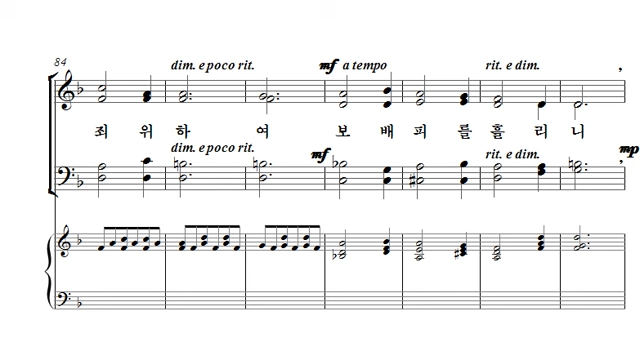 84
dim. e poco rit. mf a tempo rit. e dim. ,
죄 위 하 여 보 배 피 를 흘 리 니
dim. e poco rit. mf rit. e dim. , mp